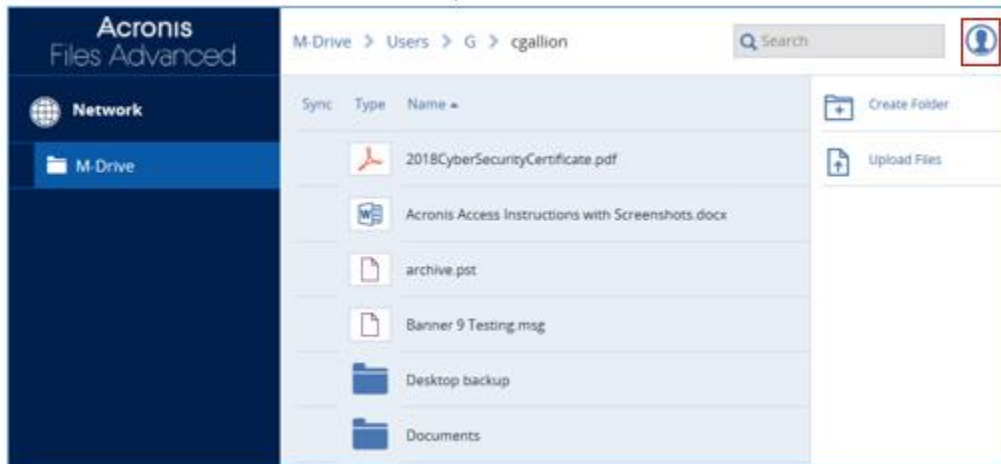 Acronis
Files Advanced
M-Drive > Users > G > cgallion
Search
Network
M-Drive
Sync Type Name
2018CyberSecurityCertificate.pdf
Acronis Access Instructions with Screenshots.docx
archive.pst
Banner 9 Testing.msg
Desktop backup
Documents
Create Folder
Upload Files